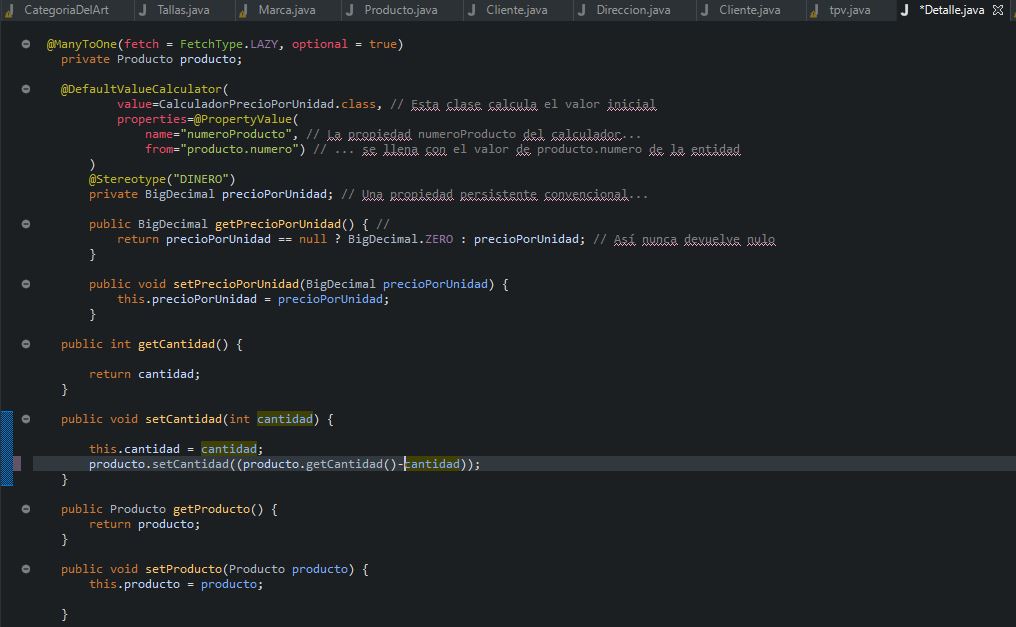 CategoriaDelArt Tallas.java Marca.java Producto.java Cliente.java Direccion.java Cliente.java tpv.java *Detalle.java
@ManyToOne(fetch = FetchType.LAZY, optional = true)
private Producto producto;
@DefaultValueCalculator(
value=CalculadorPrecioPorUnidad.class, // Esta clase calcula el valor inicial
properties=@PropertyValue(
name="numeroProducto", // La propiedad numeroProducto del calculador...
from="producto.numero") // ... se llena con el valor de producto.numero de la entidad
)
@Stereotype("DINERO")
private BigDecimal precioPorUnidad; // Una propiedad persistente convencional...
public BigDecimal getPrecioPorUnidad() { //
return precioPorUnidad == null ? BigDecimal.ZERO : precioPorUnidad; // Así nunca devuelve nulo
}
public void setPrecioPorUnidad(BigDecimal precioPorUnidad) {
this.precioPorUnidad = precioPorUnidad;
}
public int getCantidad() {
return cantidad;
}
public void setCantidad(int cantidad) {
this.cantidad = cantidad;
producto.setCantidad((producto.getCantidad()-cantidad));
}
public Producto getProducto() {
return producto;
}
public void setProducto(Producto producto) {
this.producto = producto;
}